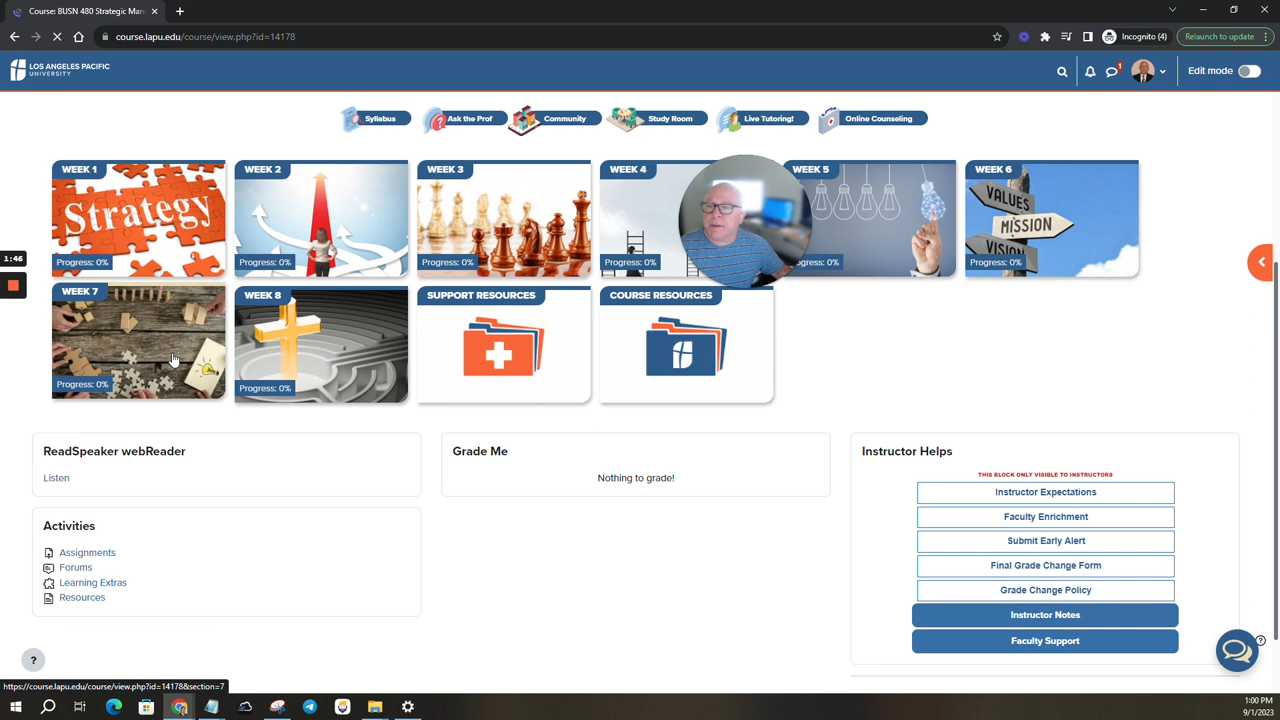 Course: BUSN 480 Strategic Man
course.lapu.edu/course/view.php?id=14178
Incognito (4)
Relaunch to update
LOS ANGELES PACIFIC
UNIVERSITY
1
Edit mode
Syllabus
Ask the Prof
Community
Study Room
Live Tutoring!
Online Counseling
WEEK 1
WEEK 2
WEEK 3
WEEK 4
WEEK 5
WEEK 6
Strategy
VALUES
MISSION
VISION
Progress: 0%
Progress: 0%
Progress: 0%
Progress: 0%
ogress: 0%
Progress: 0%
1:46
WEEK 7
WEEK 8
SUPPORT RESOURCES
COURSE RESOURCES
Progress: 0%
Progress: 0%
ReadSpeaker webReader
Listen
Grade Me
Nothing to grade!
Instructor Helps
THIS BLOCK ONLY VISIBLE TO INSTRUCTORS
Instructor Expectations
Faculty Enrichment
Submit Early Alert
Final Grade Change Form
Grade Change Policy
Instructor Notes
Faculty Support
Activities
Assignments
Forums
Learning Extras
Resources
?
?
https://course.lapu.edu/course/view.php?id=14178&section=7
1:00 PM
9/1/2023